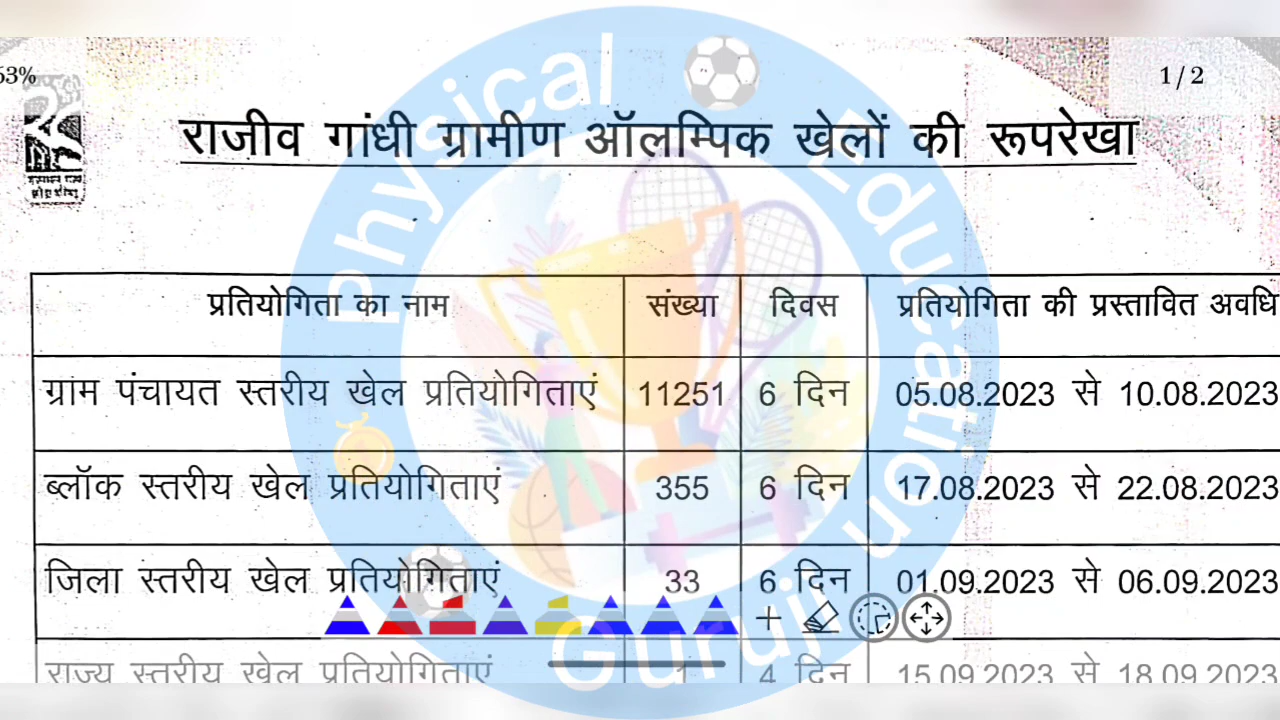 53%
1/2
राजीव गांधी ग्रामीण ऑलम्पिक खेलों की रूपरेखा
प्रतियोगिता का नाम संख्या दिवस प्रतियोगिता की प्रस्तावित अवधि
ग्राम पंचायत स्तरीय खेल प्रतियोगिताएं 11251 6 दिन 05.08.2023 से 10.08.2023
ब्लॉक स्तरीय खेल प्रतियोगिताएं 355 6 दिन 17.08.2023 से 22.08.2023
जिला स्तरीय खेल प्रतियोगिताएं 33 6 दिन 01.09.2023 से 06.09.2023
राज्य स्तरीय खेल प्रतियोगिताएं 1 4 दिन 15.09.2023 से 18.09.2023
Physical Education Guruji